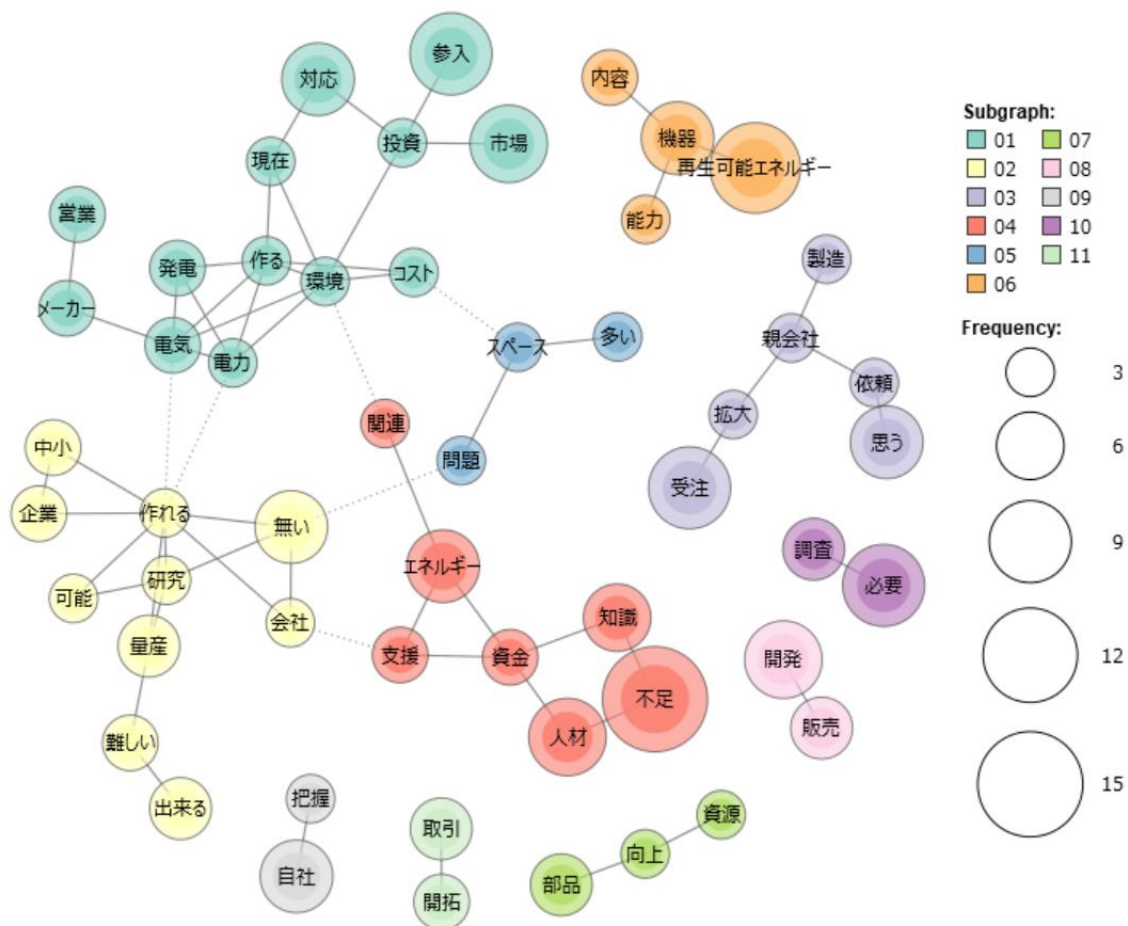 参入
対応
投資
市場
現在
営業
発電
作る
環境
コスト
メーカー
電気
電力
内容
機器
再生可能エネルギー
能力
Subgraph:
01
07
02
08
03
09
04
10
05
11
06
Frequency:
3
6
9
12
15
製造
親会社
依頼
拡大
思う
受注
スペース
多い
関連
問題
中小
企業
作れる
無い
可能
研究
会社
量産
難しい
出来る
エネルギー
支援
資金
知識
不足
人材
調査
必要
開発
販売
把握
自社
取引
開拓
資源
向上
部品